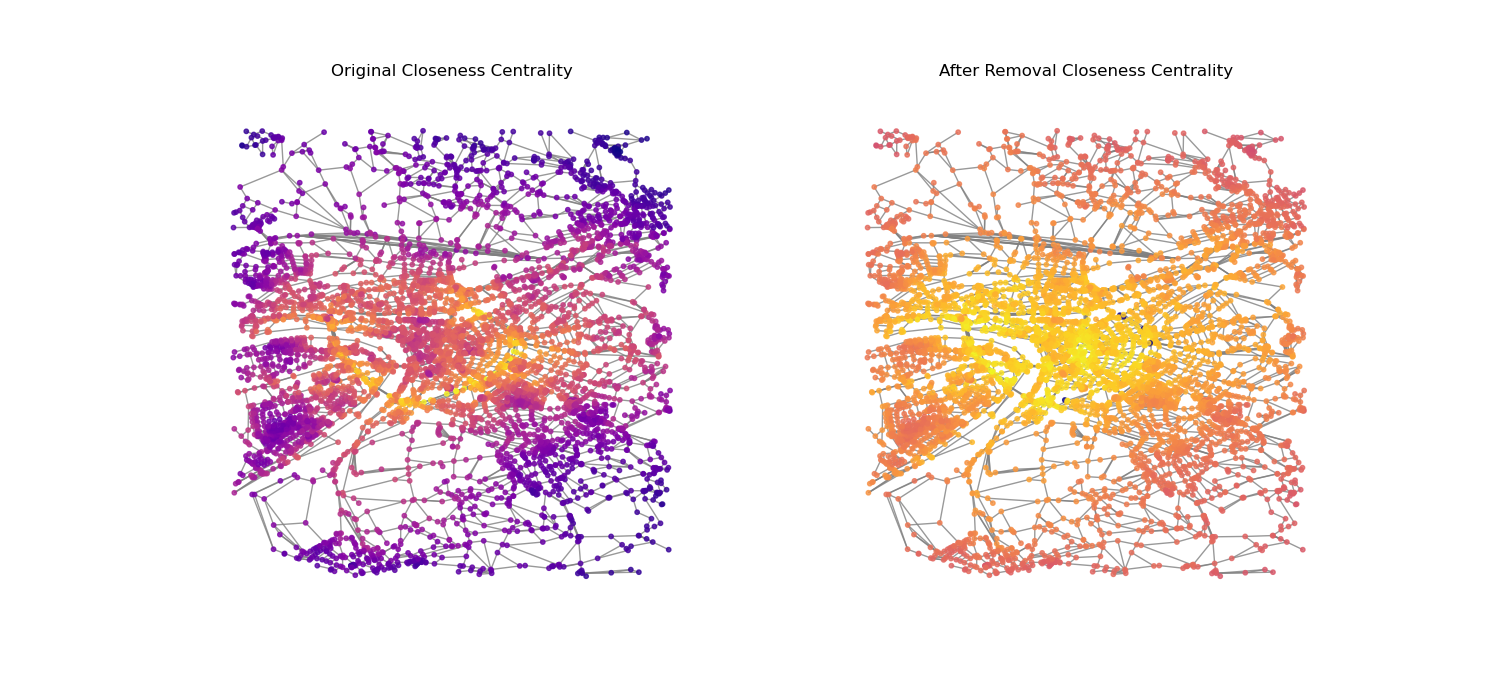 Original Closeness Centrality
After Removal Closeness Centrality